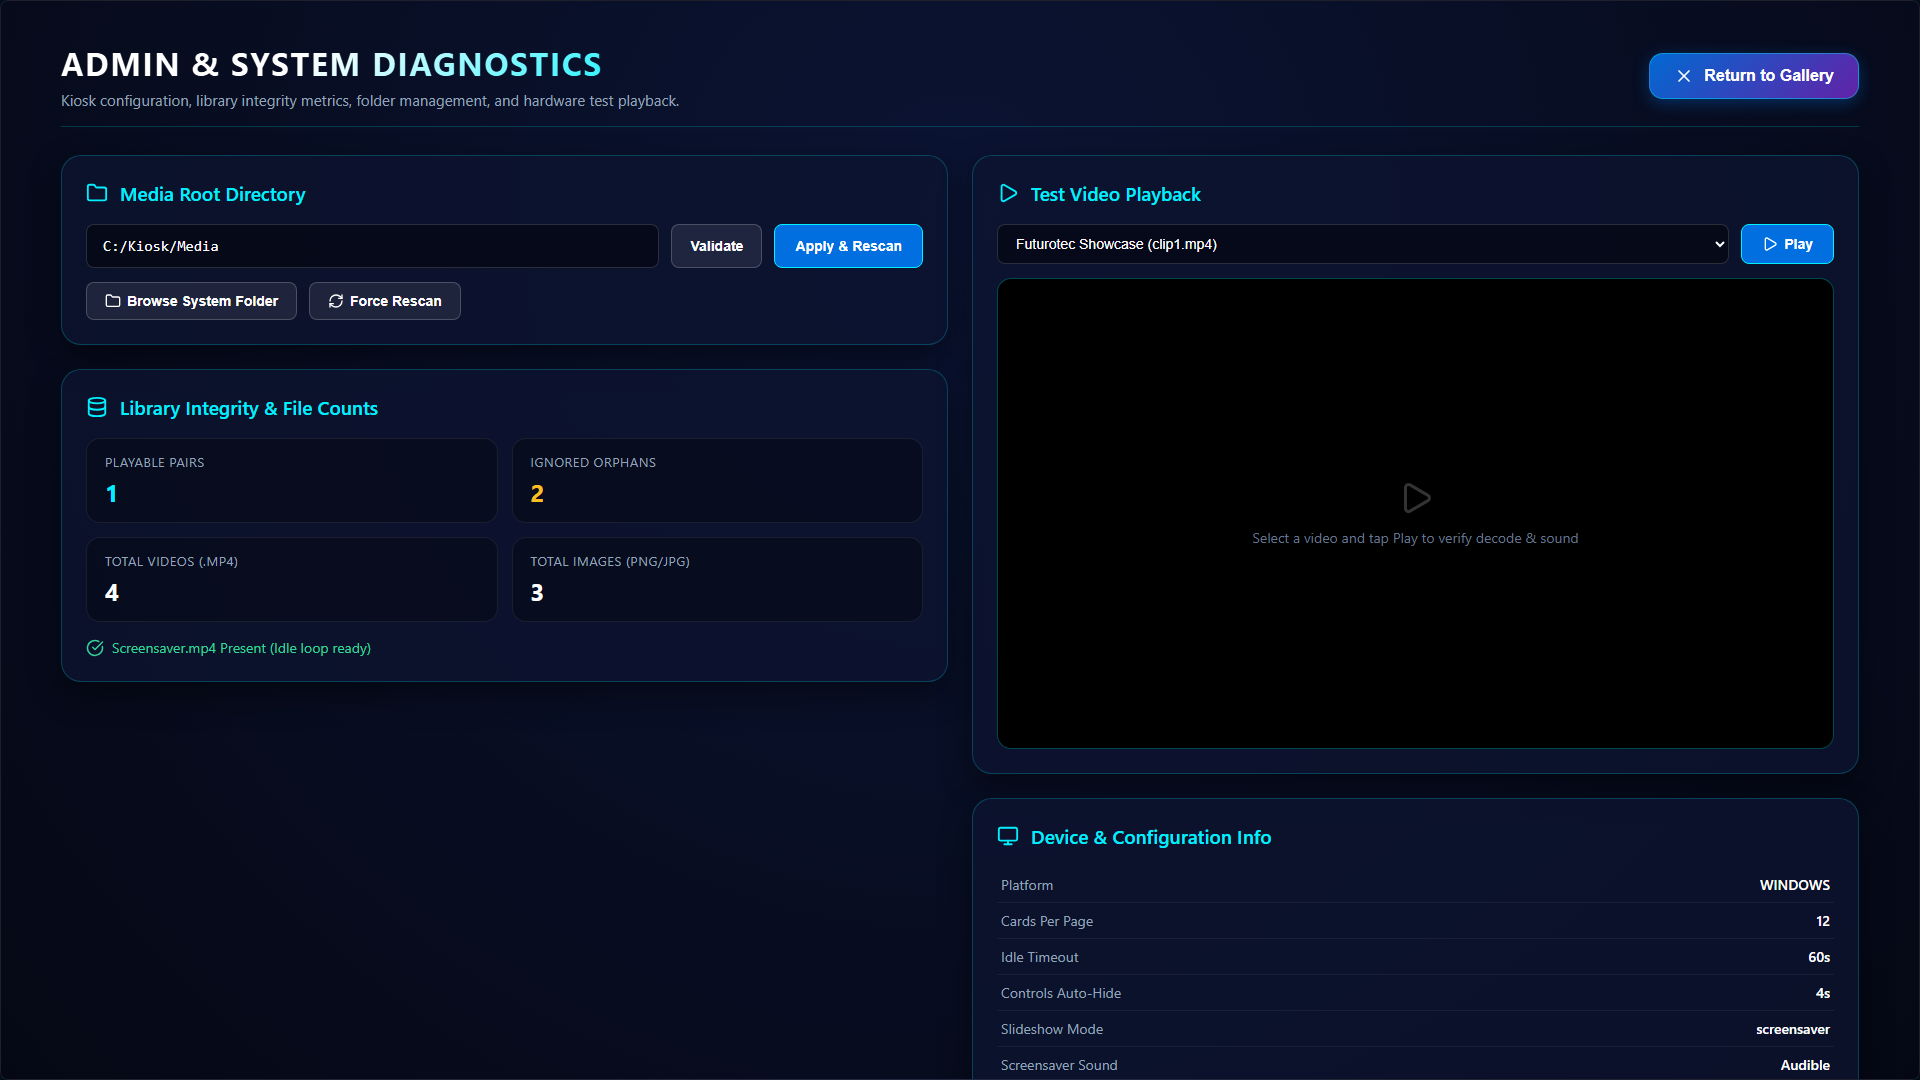 ADMIN & SYSTEM DIAGNOSTICS
Kiosk configuration, library integrity metrics, folder management, and hardware test playback.
Return to Gallery
Media Root Directory
C:/Kiosk/Media
Validate
Apply & Rescan
Browse System Folder
Force Rescan
Library Integrity & File Counts
PLAYABLE PAIRS
1
IGNORED ORPHANS
2
TOTAL VIDEOS (.MP4)
4
TOTAL IMAGES (PNG/JPG)
3
Screensaver.mp4 Present (Idle loop ready)
Test Video Playback
Futurotec Showcase (clip1.mp4)
Play
Select a video and tap Play to verify decode & sound
Device & Configuration Info
Platform WINDOWS
Cards Per Page 12
Idle Timeout 60s
Controls Auto-Hide 4s
Slideshow Mode screensaver
Screensaver Sound Audible